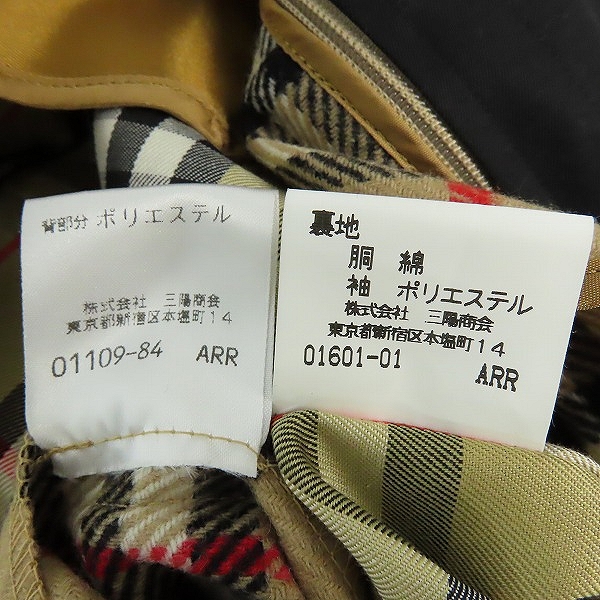 背部分 ポリエステル
株式会社 三陽商会
東京都新宿区本塩町14
01109-84 ARR
裏地
胴 綿
袖 ポリエステル
株式会社 三陽商会
東京都新宿区本塩町14
01601-01 ARR